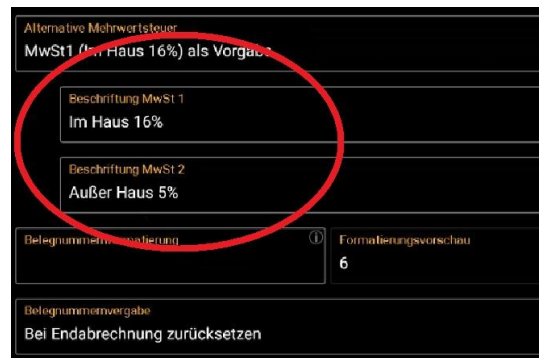 Alternative Mehrwertsteuer
MwSt1 (Im Haus 16%) als Vorgabe
Beschriftung MwSt 1
Im Haus 16%
Beschriftung MwSt 2
Außer Haus 5%
Belegnummernformatierung
Formatierungsvorschau
6
Belegnummernvergabe
Bei Endabrechnung zurücksetzen